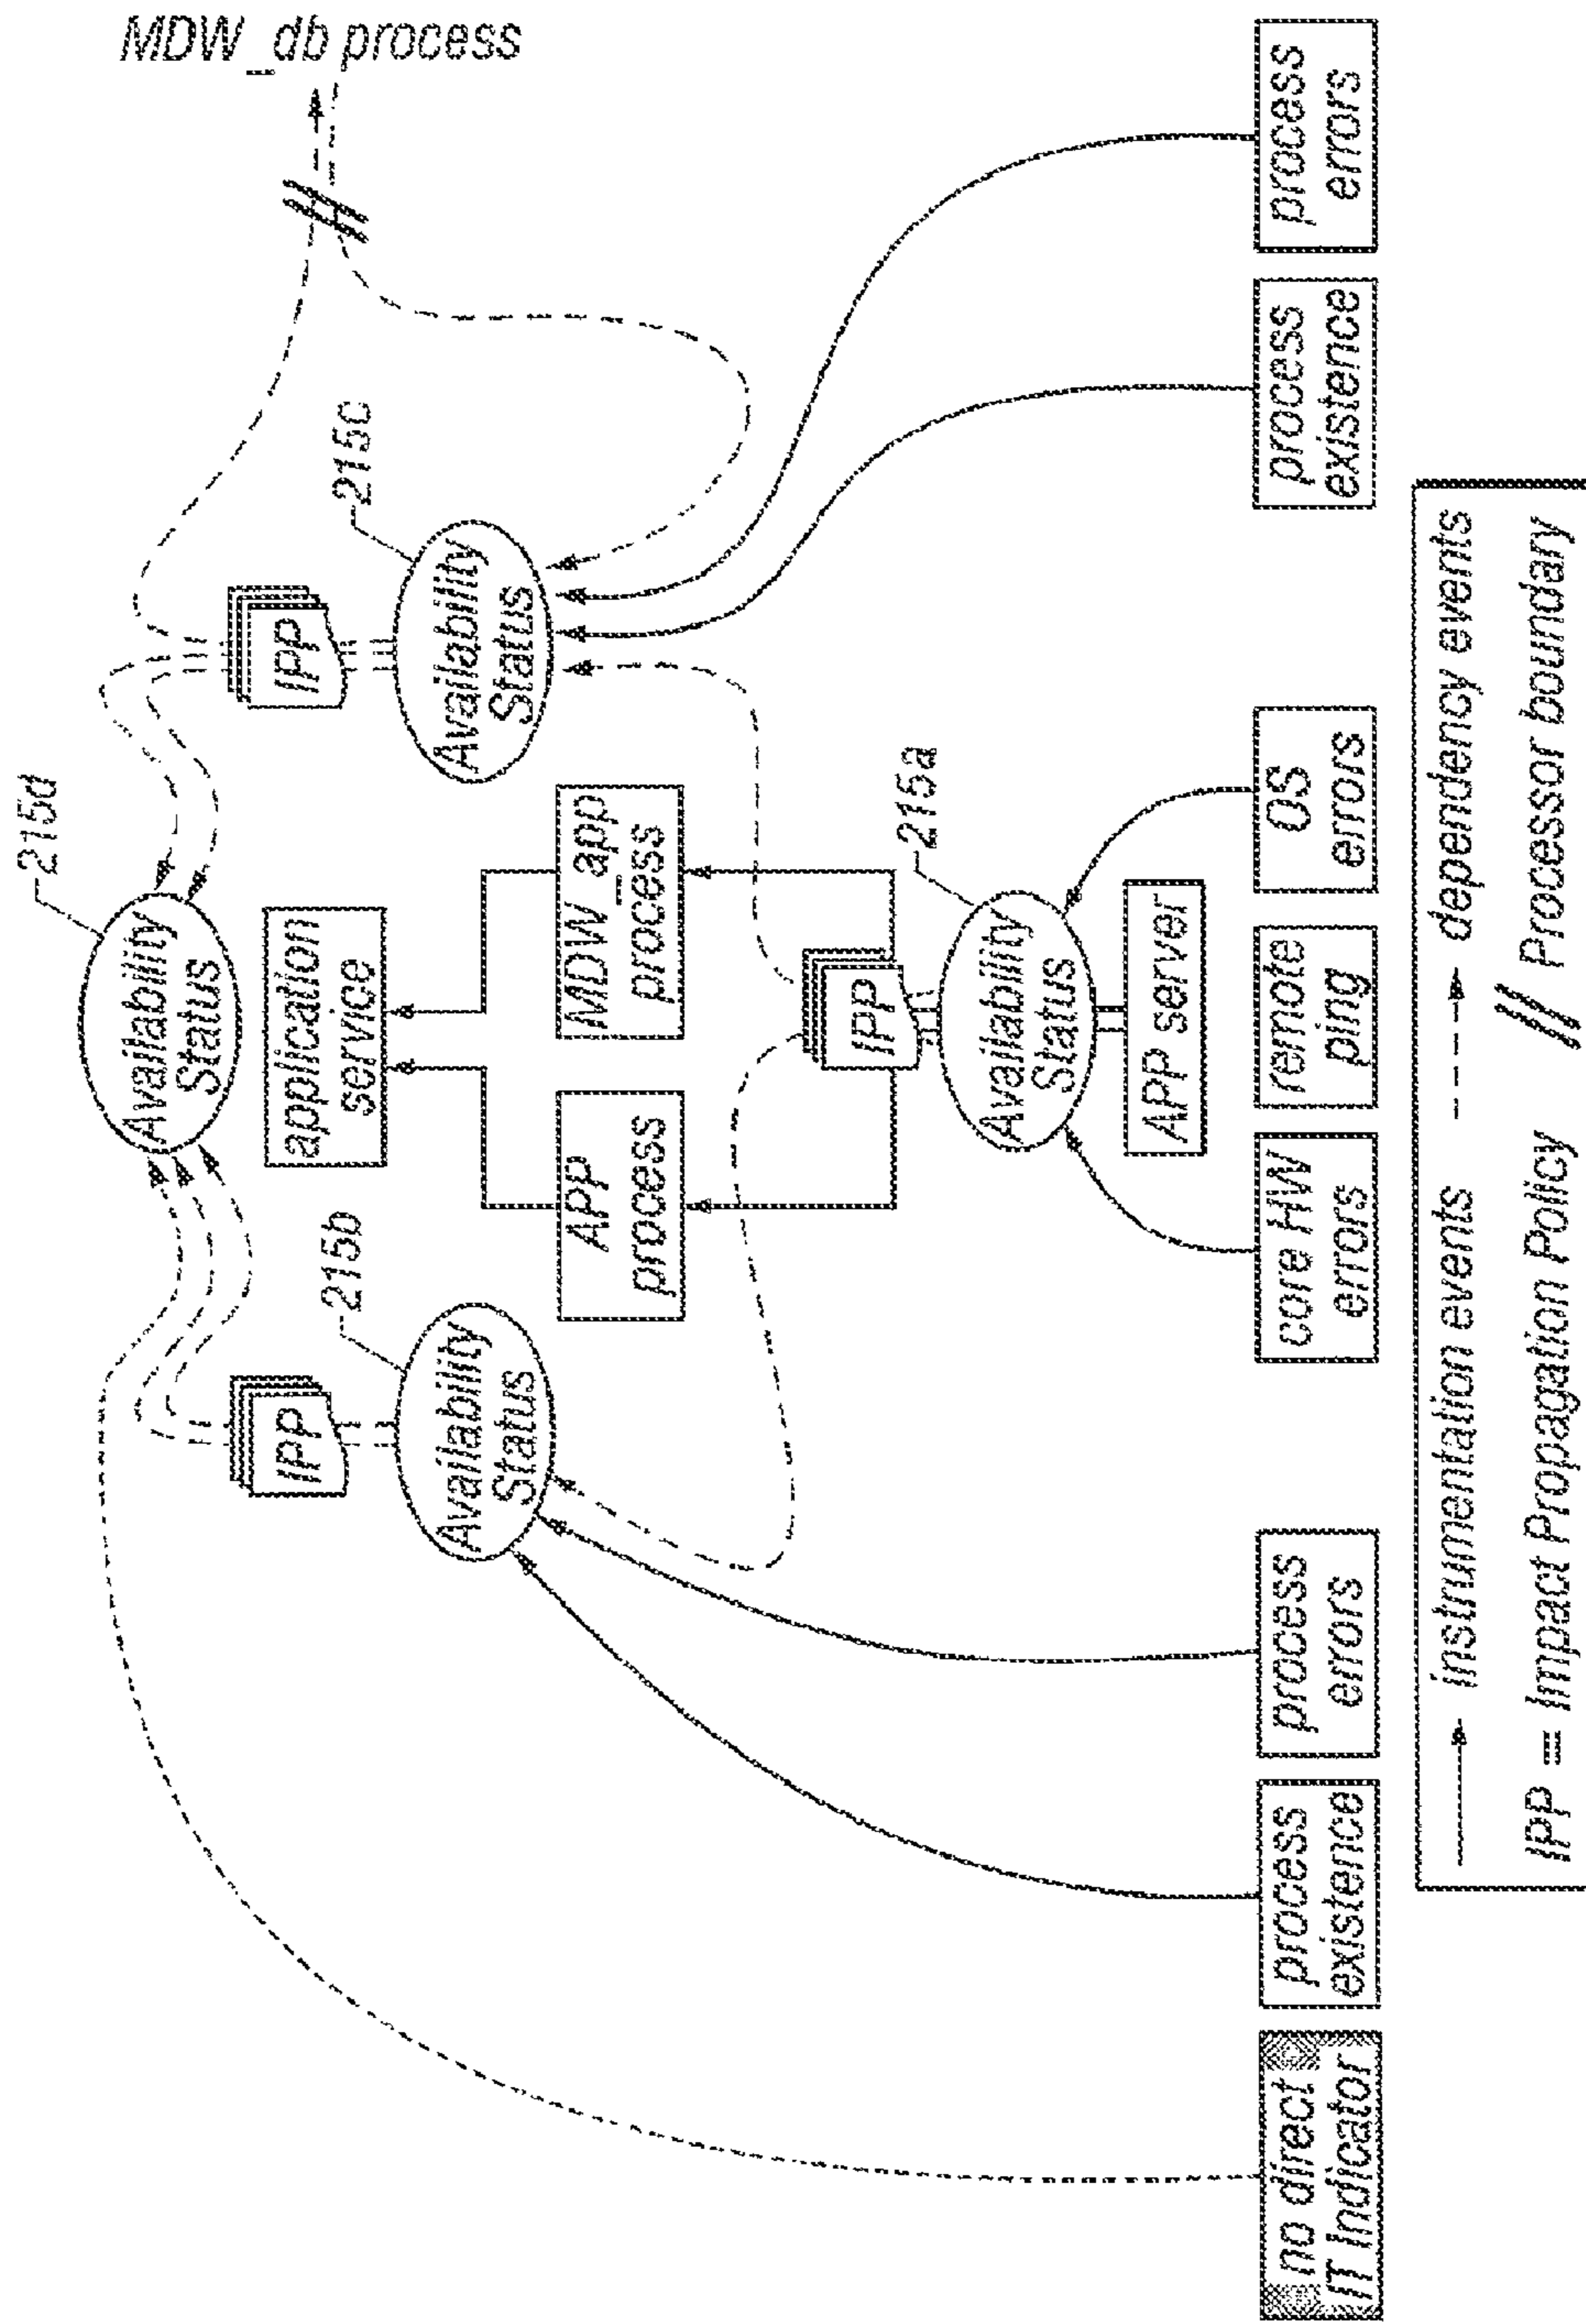 215d
Availability
Status
MDW_db process
application
service
215b
215c
IPP
IPP
Availability
Status
Availability
Status
APP
process
MDW_app
process
IPP
215a
Availability
Status
APP server
no direct
IT Indicator
process
existence
process
errors
core HW
errors
remote
ping
OS
errors
process
existence
process
errors
instrumentation events
dependency events
IPP = Impact Propagation Policy
// Processor boundary